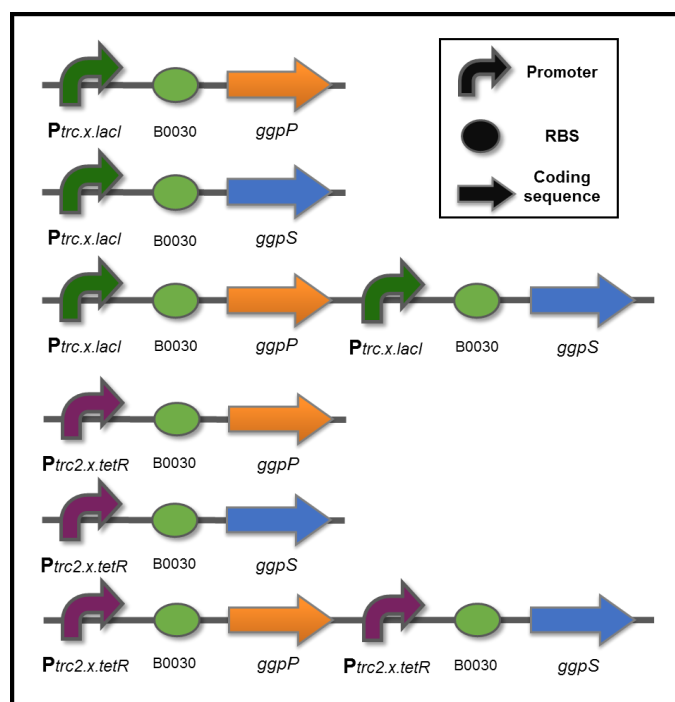 Promoter
RBS
Coding
sequence
Ptrc.x.lacI B0030 ggpP
Ptrc.x.lacI B0030 ggpS
Ptrc.x.lacI B0030 ggpP Ptrc.x.lacI B0030 ggpS
Ptrc2.x.tetR B0030 ggpP
Ptrc2.x.tetR B0030 ggpS
Ptrc2.x.tetR B0030 ggpP Ptrc2.x.tetR B0030 ggpS